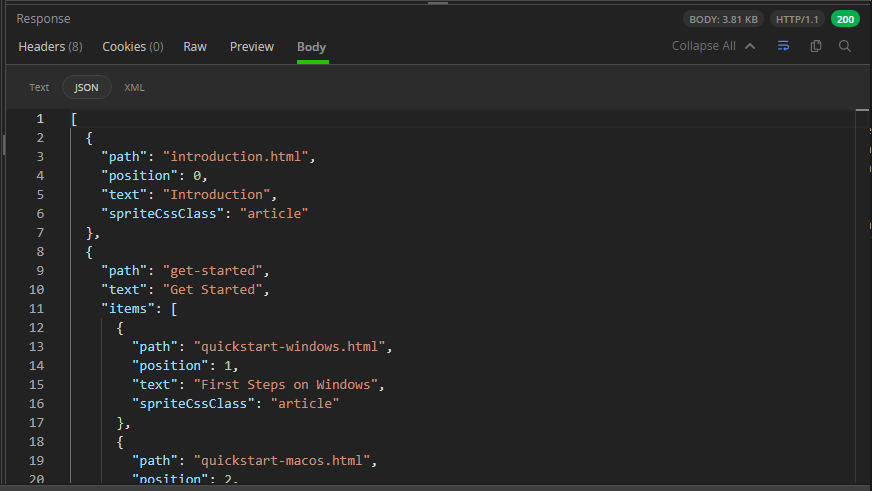 Response BODY: 3.81 KB HTTP/1.1 200
Headers (8) Cookies (0) Raw Preview Body Collapse All
Text JSON XML
1 [
2 {
3 "path": "introduction.html",
4 "position": 0,
5 "text": "Introduction",
6 "spriteCssClass": "article"
7 },
8 {
9 "path": "get-started",
10 "text": "Get Started",
11 "items": [
12 {
13 "path": "quickstart-windows.html",
14 "position": 1,
15 "text": "First Steps on Windows",
16 "spriteCssClass": "article"
17 },
18 {
19 "path": "quickstart-macos.html",
20 "position": 2,